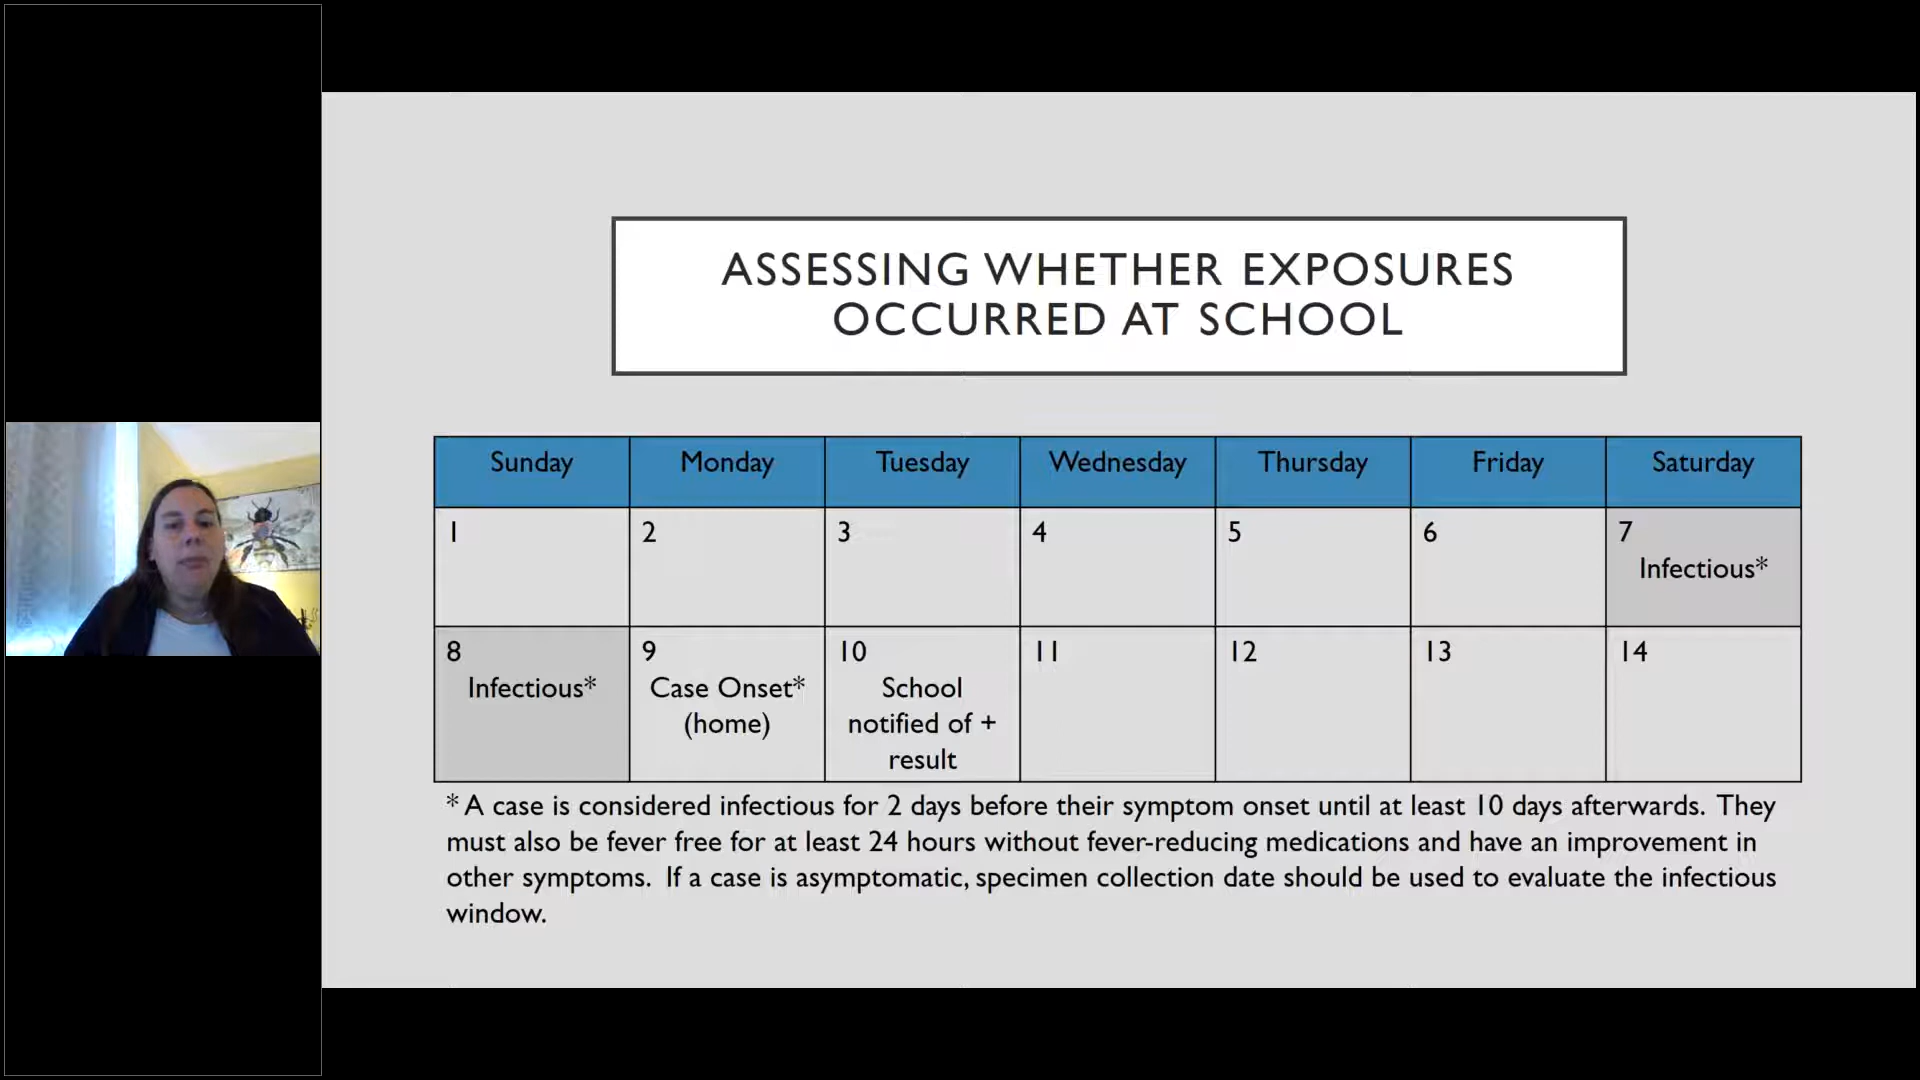 ASSESSING WHETHER EXPOSURES
OCCURRED AT SCHOOL
Sunday Monday Tuesday Wednesday Thursday Friday Saturday
1 2 3 4 5 6 7
Infectious*
8 9 10 11 12 13 14
Infectious* Case Onset* School
(home) notified of +
result
* A case is considered infectious for 2 days before their symptom onset until at least 10 days afterwards. They
must also be fever free for at least 24 hours without fever-reducing medications and have an improvement in
other symptoms. If a case is asymptomatic, specimen collection date should be used to evaluate the infectious
window.